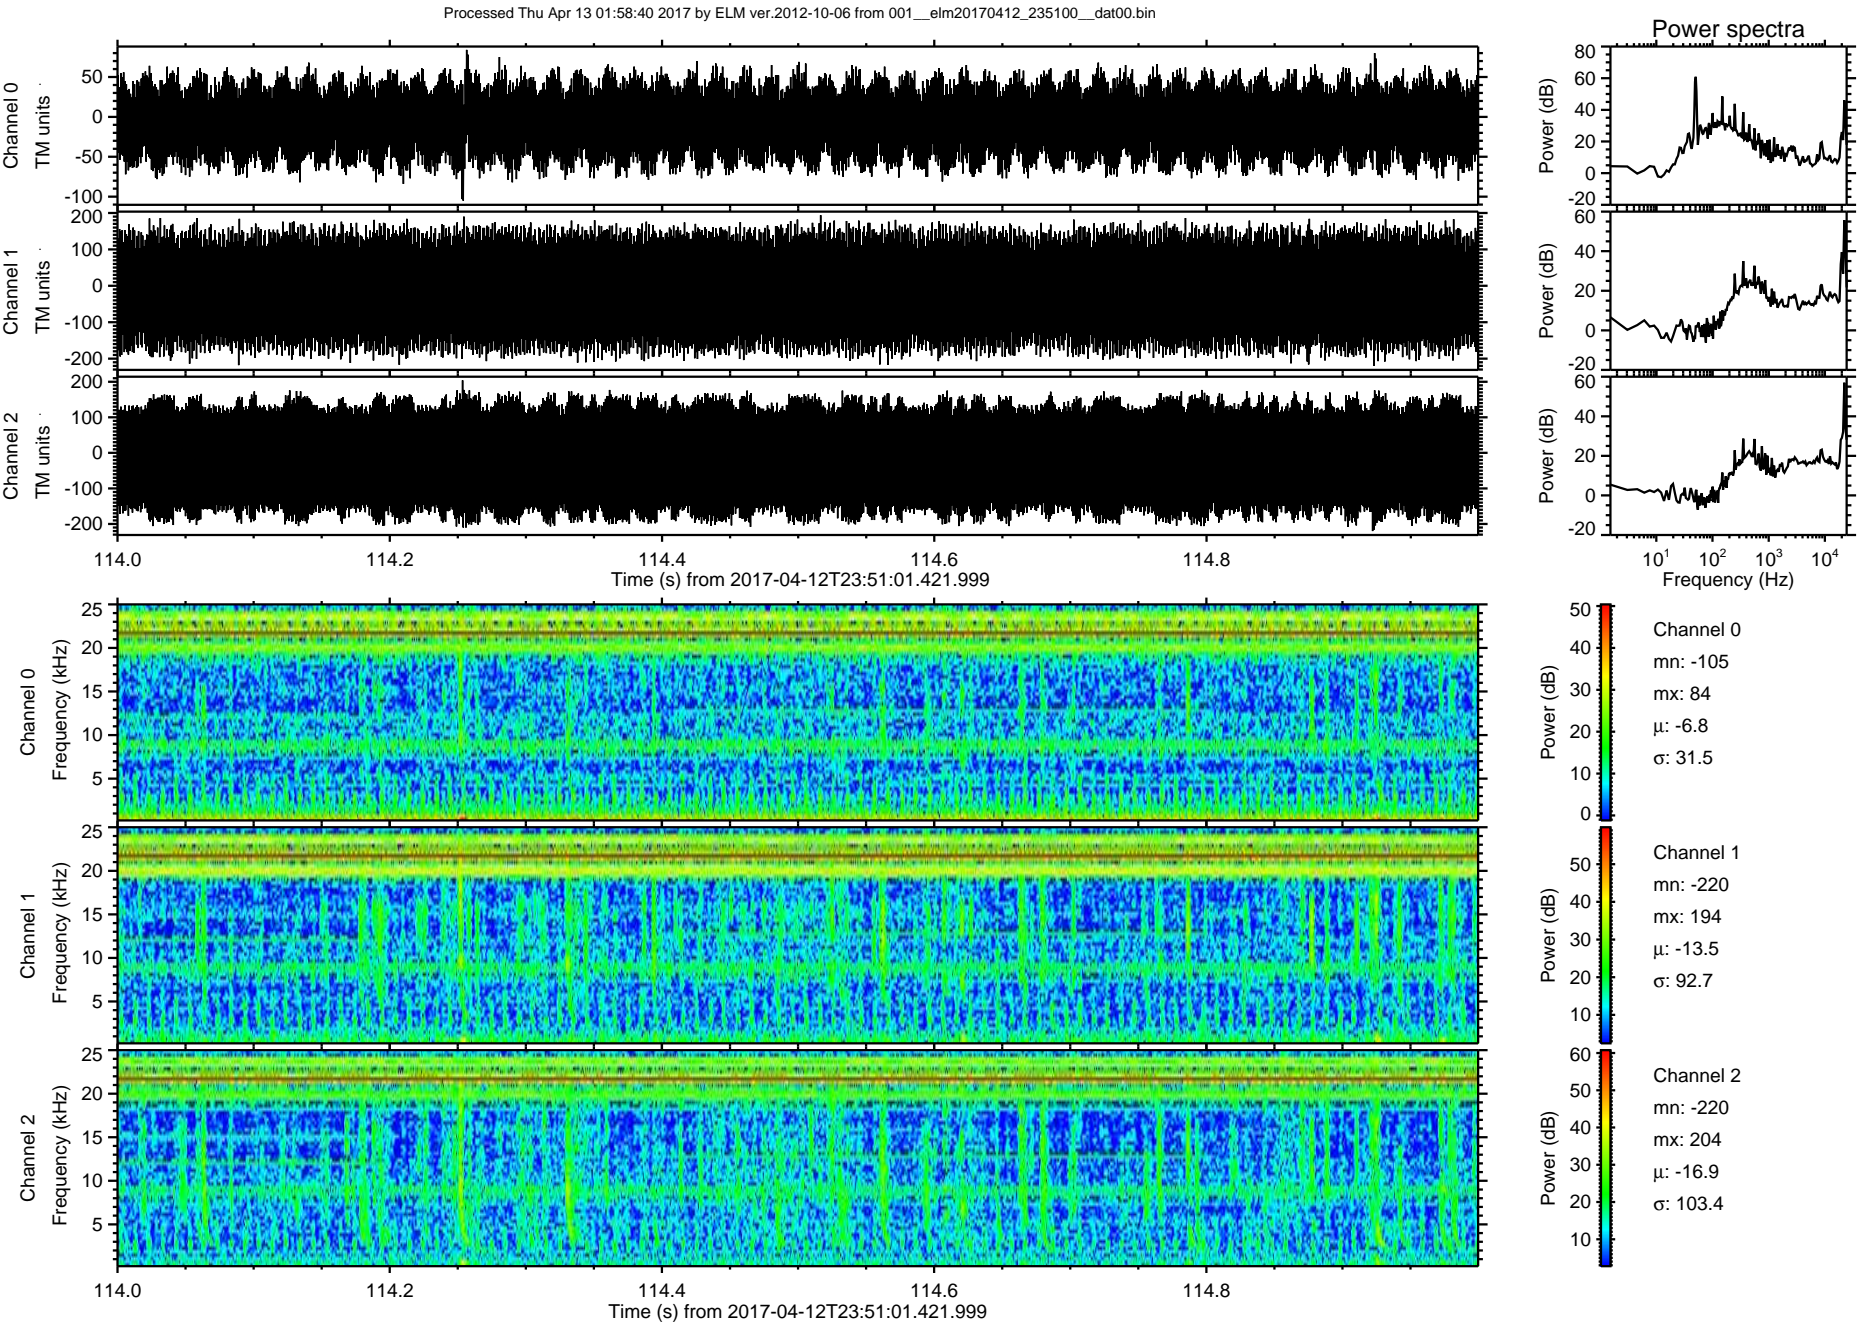 Processed Thu Apr 13 01:58:40 2017 by ELM ver.2012-10-06 from 001__elm20170412_235100__dat00.bin
Power spectra
Channel 0
TM units
50
0
-50
-100
Power (dB)
80
60
40
20
0
-20
Channel 1
TM units
200
100
0
-100
-200
Power (dB)
60
40
20
0
-20
Channel 2
TM units
200
100
0
-100
-200
Power (dB)
60
40
20
0
-20
114.0 114.2 114.4 114.6 114.8
Time (s) from 2017-04-12T23:51:01.421.999
10^1 10^2 10^3 10^4
Frequency (Hz)
Channel 0
Frequency (kHz)
25
20
15
10
5
Power (dB)
50
40
30
20
10
0
Channel 0
mn: -105
mx: 84
μ: -6.8
σ: 31.5
Channel 1
Frequency (kHz)
25
20
15
10
5
Power (dB)
50
40
30
20
10
Channel 1
mn: -220
mx: 194
μ: -13.5
σ: 92.7
Channel 2
Frequency (kHz)
25
20
15
10
5
Power (dB)
60
50
40
30
20
10
Channel 2
mn: -220
mx: 204
μ: -16.9
σ: 103.4
114.0 114.2 114.4 114.6 114.8
Time (s) from 2017-04-12T23:51:01.421.999